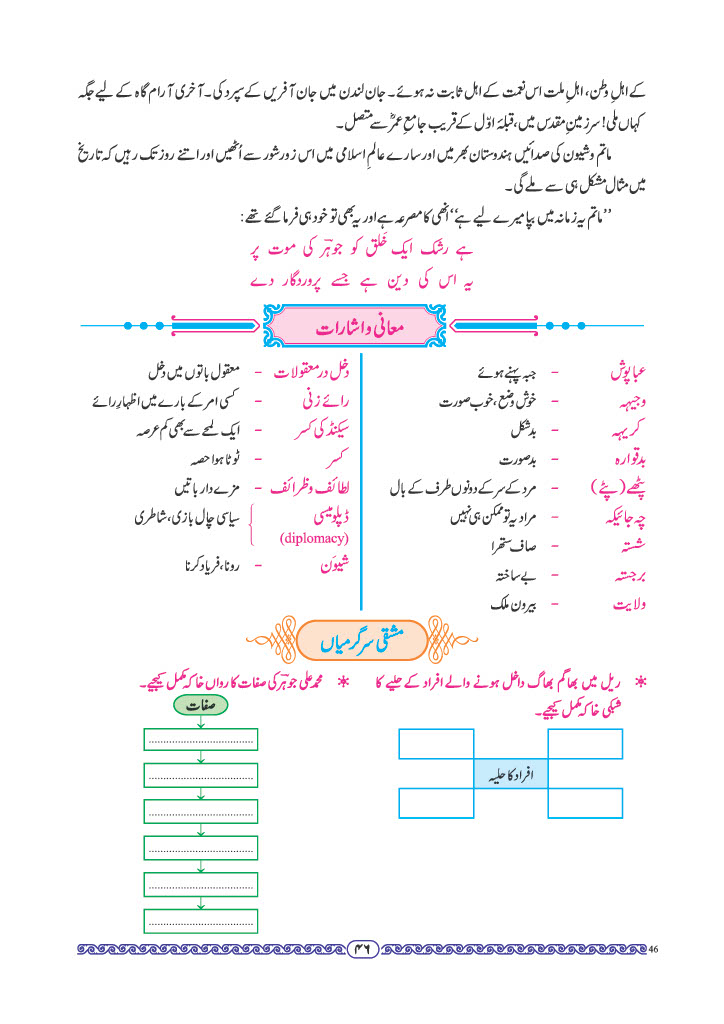 کے اہلِ وطن، اہلِ ملت اس نعمت کے اہل ثابت نہ ہوئے۔ جان لندن میں جان آفریں کے سپرد کی۔ آخری آرام گاہ کے لیے جگہ
کہاں ملی! سرزمینِ مقدس میں، قبلۂ اوّل کے قریب جامعِ عمرؓ سے متصل۔
ماتم و شیون کی صدائیں ہندوستان بھر میں اور سارے عالمِ اسلامی میں اس زور شور سے اُٹھیں اور اتنے روز تک رہیں کہ تاریخ
میں مثال مشکل ہی سے ملے گی۔
”ماتم یہ زمانہ میں بپا میرے لیے ہے“ انھی کا مصرعہ ہے اور یہ بھی تو خود ہی فرما گئے تھے:
ہے رشک ایک خَلق کو جوہرؔ کی موت پر
یہ اس کی دین ہے جسے پروردگار دے
معانی و اشارات
عبا پوش - جبہ پہنے ہوئے
وجیہہ - خوش وضع، خوب صورت
کریہہ - بدشکل
بدقوارہ - بدصورت
پٹھے (پٹے) - مرد کے سر کے دونوں طرف کے بال
چہ جائیکہ - مراد یہ تو ممکن ہی نہیں
شستہ - صاف ستھرا
برجستہ - بے ساختہ
ولایت - بیرون ملک
دخل در معقولات - معقول باتوں میں دخل
رائے زنی - کسی امر کے بارے میں اظہارِ رائے
سیکنڈ کی کسر - ایک لمحے سے بھی کم عرصہ
کسر - ٹوٹا ہوا حصہ
لطائف و ظرائف - مزے دار باتیں
ڈپلومیسی سیاسی چال بازی، شاطری
(diplomacy)
شیوَن - رونا، فریاد کرنا
مشقی سرگرمیاں
* ریل میں بھاگم بھاگ داخل ہونے والے افراد کے حلیے کا
شبکی خاکہ مکمل کیجیے۔
افراد کا حلیہ
* محمد علی جوہرؔ کی صفات کا رواں خاکہ مکمل کیجیے۔
صفات
..................................
..................................
..................................
..................................
..................................
..................................
۴۶
46